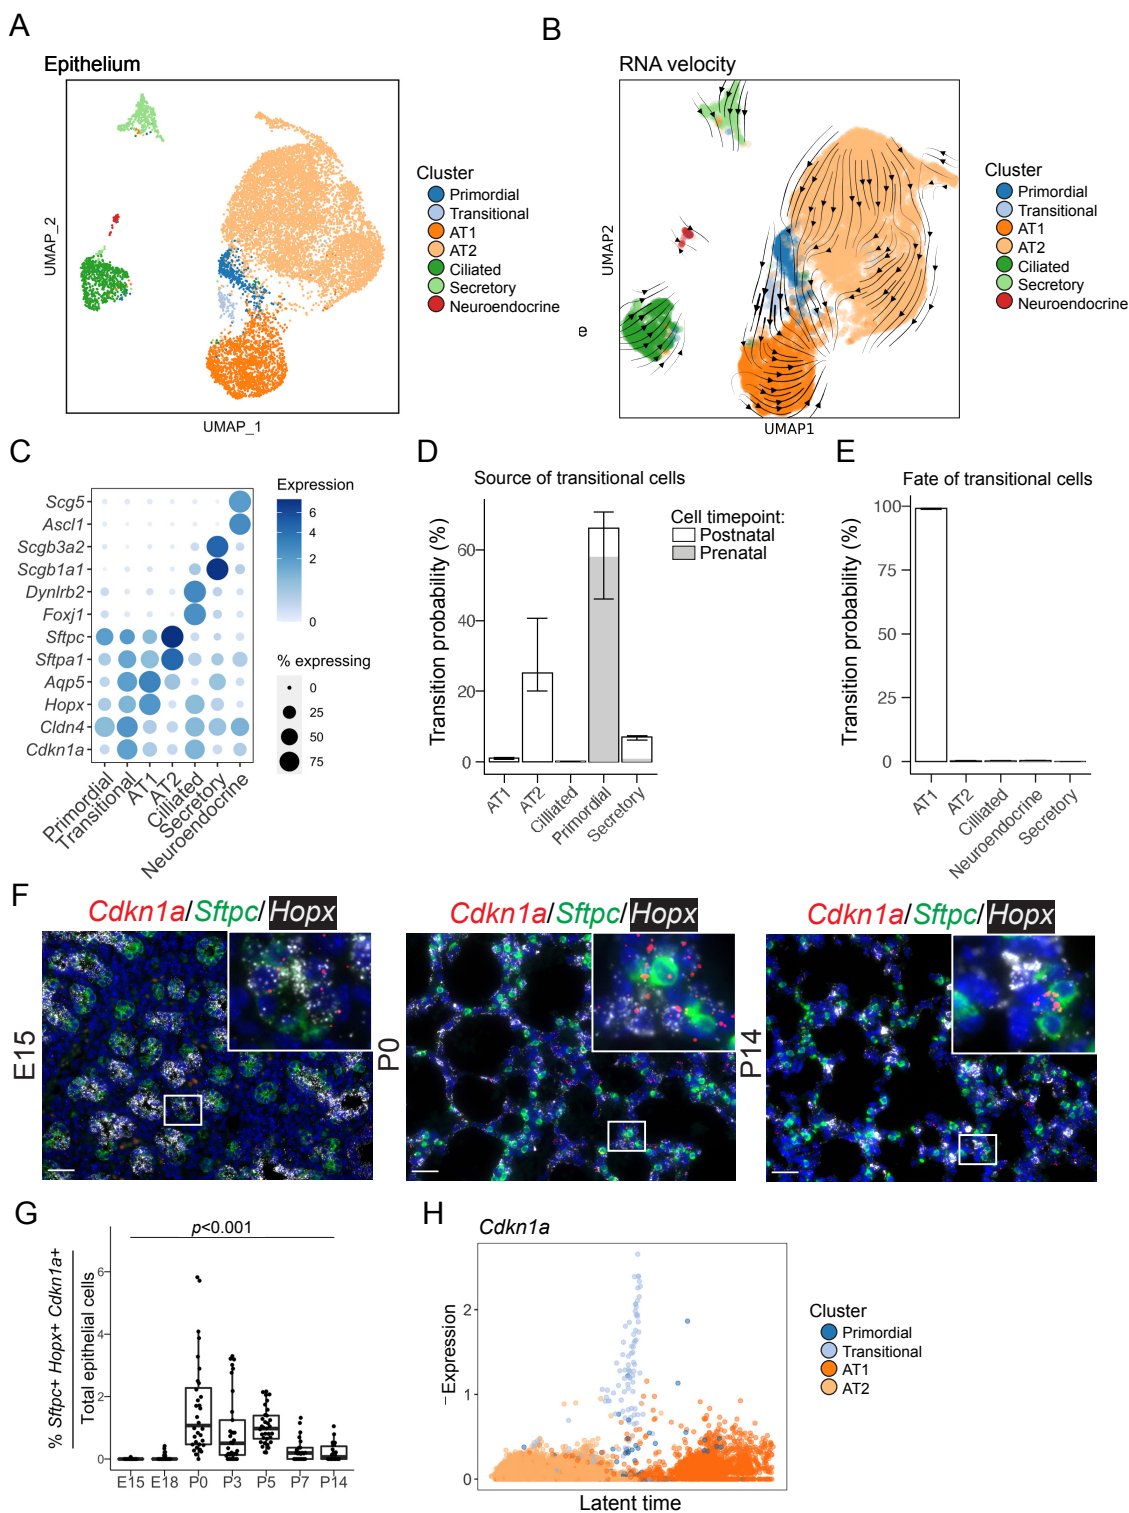 A
Epithelium
UMAP_2
UMAP_1
Cluster
Primordial
Transitional
AT1
AT2
Ciliated
Secretory
Neuroendocrine
B
RNA velocity
UMAP2
UMAP1
e
Cluster
Primordial
Transitional
AT1
AT2
Ciliated
Secretory
Neuroendocrine
C
Scg5
Ascl1
Scgb3a2
Scgb1a1
Dynlrb2
Foxj1
Sftpc
Sftpa1
Aqp5
Hopx
Cldn4
Cdkn1a
Primordial
Transitional
AT1
AT2
Cilliated
Secretory
Neuroendocrine
Expression
6
4
2
0
% expressing
0
25
50
75
D
Source of transitional cells
Transition probability (%)
60
40
20
0
AT1
AT2
Cilliated
Primordial
Secretory
Cell timepoint:
Postnatal
Prenatal
E
Fate of transitional cells
Transition probability (%)
100
75
50
25
0
AT1
AT2
Cilliated
Neuroendocrine
Secretory
F
Cdkn1a/Sftpc/Hopx
E15
Cdkn1a/Sftpc/Hopx
P0
Cdkn1a/Sftpc/Hopx
P14
G
% Sftpc+ Hopx+ Cdkn1a+
Total epithelial cells
p<0.001
6
4
2
0
E15 E18 P0 P3 P5 P7 P14
H
Cdkn1a
Expression
2
1
0
Latent time
Cluster
Primordial
Transitional
AT1
AT2